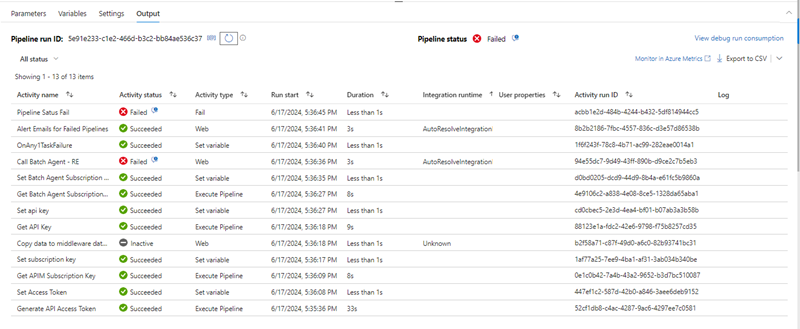 Parameters Variables Settings Output
Pipeline run ID: 5e91e233-c1e2-466d-b3c2-bb84ae536c37 Pipeline status Failed View debug run consumption
All status Monitor in Azure Metrics Export to CSV
Showing 1 - 13 of 13 items
Activity name Activity status Activity type Run start Duration Integration runtime User properties Activity run ID Log
Pipeline Satus Fail Failed Fail 6/17/2024, 5:36:45 PM Less than 1s acbb1e2d-484b-4244-b432-5df814944cc5
Alert Emails for Failed Pipelines Succeeded Web 6/17/2024, 5:36:41 PM 3s AutoResolveIntegration 8b2b2186-7fbc-4557-836c-d3e57d86538b
OnAny1TaskFailure Succeeded Set variable 6/17/2024, 5:36:40 PM Less than 1s 1f6f243f-78c8-4b71-ac99-282eae0014a1
Call Batch Agent - RE Failed Web 6/17/2024, 5:36:36 PM 3s AutoResolveIntegration 94e55dc7-9d49-43ff-890b-d9ce2c7b5eb3
Set Batch Agent Subscription ... Succeeded Set variable 6/17/2024, 5:36:35 PM Less than 1s d0bd0205-dcd9-44d9-8b4a-e61fc5b9860a
Get Batch Agent Subscription... Succeeded Execute Pipeline 6/17/2024, 5:36:27 PM 8s 4e9106c2-a838-4e08-8ce5-1328da65aba1
Set api key Succeeded Set variable 6/17/2024, 5:36:27 PM Less than 1s cd0cbec5-2e3d-4ea4-bf01-b07ab3a3b58b
Get API Key Succeeded Execute Pipeline 6/17/2024, 5:36:18 PM 9s 88123e1a-fdc2-42e6-9798-f75b8257cd35
Copy data to middleware dat... Inactive Web 6/17/2024, 5:36:18 PM Less than 1s Unknown b2f58a71-c87f-49d0-a6c0-82b93741bc31
Set subscription key Succeeded Set variable 6/17/2024, 5:36:17 PM Less than 1s 1af77a25-7ee9-4ba1-af31-3ab034b340be
Get APIM Subscription Key Succeeded Execute Pipeline 6/17/2024, 5:36:09 PM 8s 0e1c0b42-7a4b-43a2-9652-b3d7bc510087
Set Access Token Succeeded Set variable 6/17/2024, 5:36:08 PM Less than 1s 447ef1c2-587d-42b0-a846-3aee6deb9152
Generate API Access Token Succeeded Execute Pipeline 6/17/2024, 5:35:36 PM 33s 52cf1db8-c4ac-4287-9ac6-4297ee7c0581